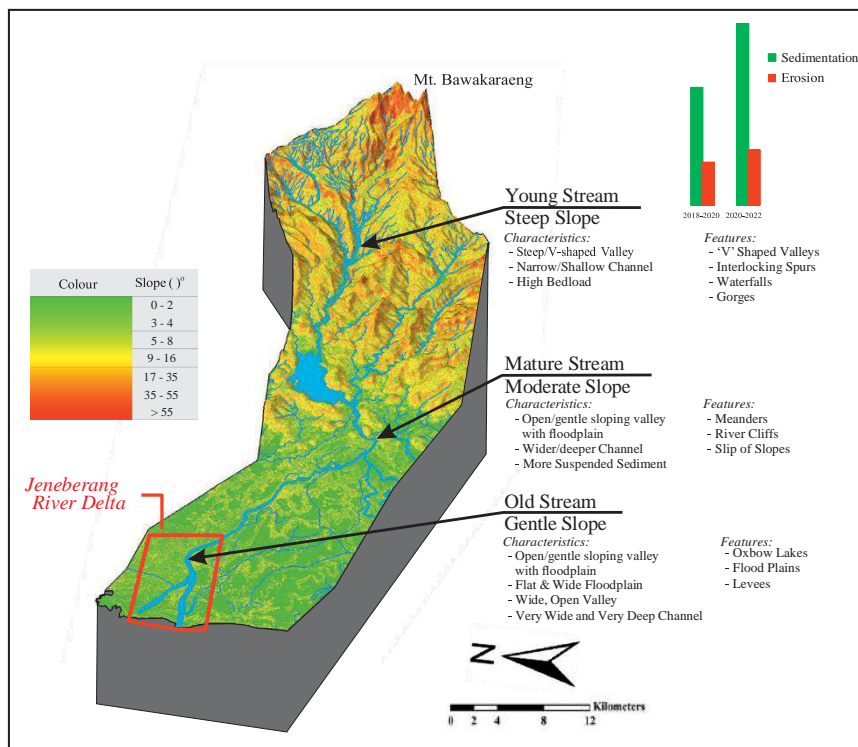 Mt. Bawakaraeng
Sedimentation
Erosion
2018-2020
2020-2022
Young Stream
Steep Slope
Characteristics:
- Steep/V-shaped Valley
- Narrow/Shallow Channel
- High Bedload
Features:
- ‘V’ Shaped Valleys
- Interlocking Spurs
- Waterfalls
- Gorges
Colour
Slope ( )°
0 - 2
3 - 4
5 - 8
9 - 16
17 - 35
35 - 55
> 55
Mature Stream
Moderate Slope
Characteristics:
- Open/gentle sloping valley
with floodplain
- Wider/deeper Channel
- More Suspended Sediment
Features:
- Meanders
- River Cliffs
- Slip of Slopes
Jeneberang
River Delta
Old Stream
Gentle Slope
Characteristics:
- Open/gentle sloping valley
with floodplain
- Flat & Wide Floodplain
- Wide, Open Valley
- Very Wide and Very Deep Channel
Features:
- Oxbow Lakes
- Flood Plains
- Levees
N
Kilometers
0 2 4 8 12